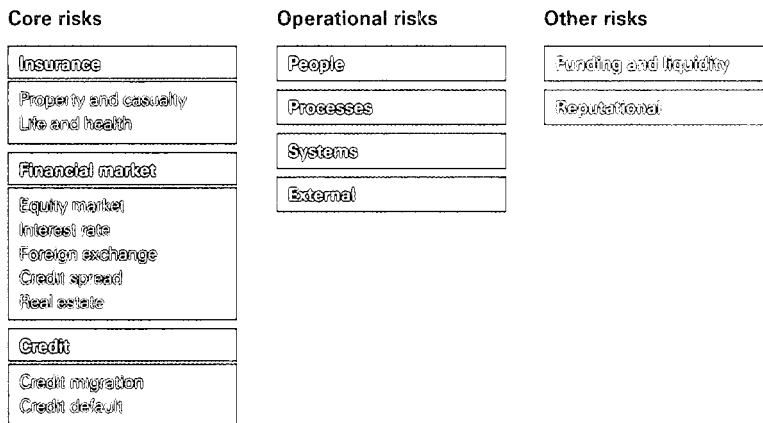 Core risks
Insurance
Property and casualty
Life and health
Financial market
Equity market
Interest rate
Foreign exchange
Credit spread
Real estate
Credit
Credit migration
Credit default
Operational risks
People
Processes
Systems
External
Other risks
Funding and liquidity
Reputational